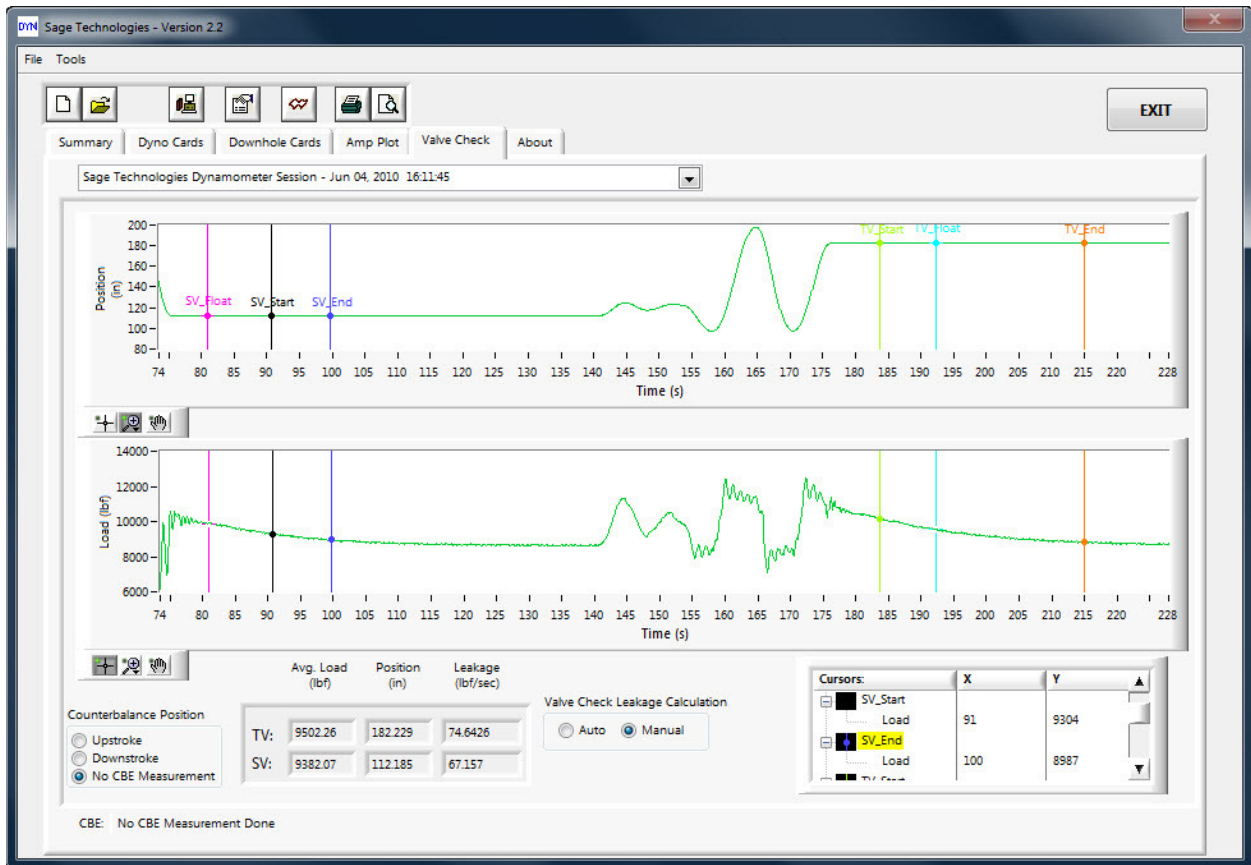 DYN Sage Technologies - Version 2.2
X
File Tools
EXIT
Summary Dyno Cards Downhole Cards Amp Plot Valve Check About
Sage Technologies Dynamometer Session - Jun 04, 2010 16:11:45
Position
(in)
200
180
160
140
120
100
80
SV_Float SV_Start SV_End
TV_Start TV_Float TV_End
74 80 85 90 95 100 105 110 115 120 125 130 135 140 145 150 155 160 165 170 175 180 185 190 195 200 205 210 215 220 228
Time (s)
Load (lbf)
14000
12000
10000
8000
6000
74 80 85 90 95 100 105 110 115 120 125 130 135 140 145 150 155 160 165 170 175 180 185 190 195 200 205 210 215 220 228
Time (s)
Avg. Load Position Leakage
(lbf) (in) (lbf/sec)
TV: 9502.26 182.229 74.6426
SV: 9382.07 112.185 67.157
Counterbalance Position
Upstroke
Downstroke
No CBE Measurement
Valve Check Leakage Calculation
Auto Manual
Cursors: X Y
SV_Start
Load 91 9304
SV_End
Load 100 8987
CBE: No CBE Measurement Done